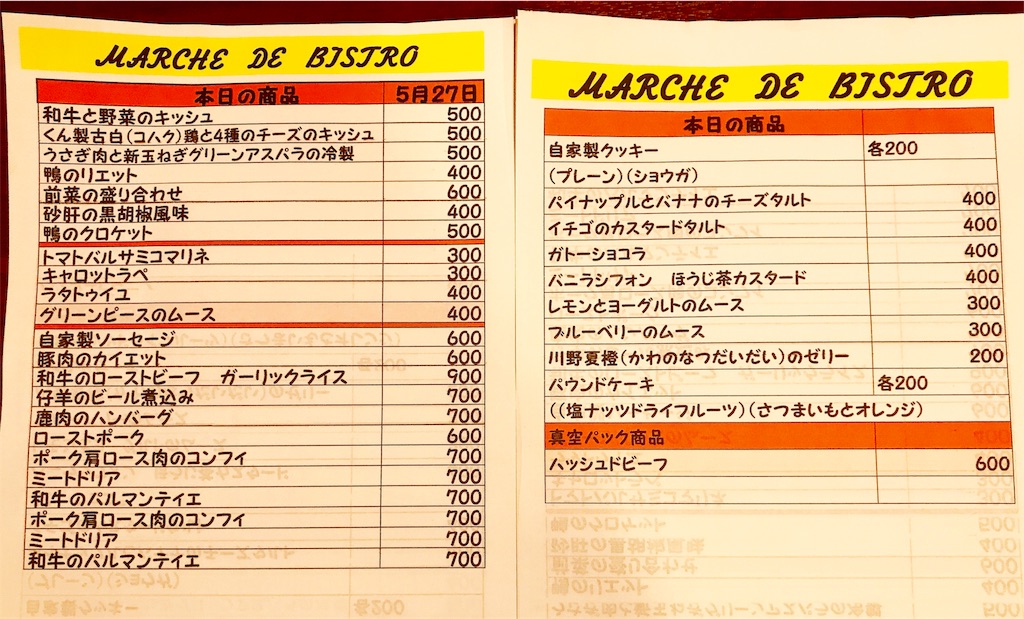 MARCHE DE BISTRO
本日の商品 5月27日
和牛と野菜のキッシュ 500
くん製古白(コハク)鶏と4種のチーズのキッシュ 500
うさぎ肉と新玉ねぎグリーンアスパラの冷製 500
鴨のリエット 400
前菜の盛り合わせ 600
砂肝の黒胡椒風味 400
鴨のクロケット 500
トマトバルサミコマリネ 300
キャロットラペ 300
ラタトゥイユ 400
グリーンピースのムース 400
自家製ソーセージ 600
豚肉のカイエット 600
和牛のローストビーフ ガーリックライス 900
仔羊のビール煮込み 700
鹿肉のハンバーグ 700
ローストポーク 600
ポーク肩ロース肉のコンフィ 700
ミートドリア 700
和牛のパルマンティエ 700
ポーク肩ロース肉のコンフィ 700
ミートドリア 700
和牛のパルマンティエ 700
MARCHE DE BISTRO
本日の商品
自家製クッキー 各200
(プレーン)(ショウガ)
パイナップルとバナナのチーズタルト 400
イチゴのカスタードタルト 400
ガトーショコラ 400
バニラシフォン ほうじ茶カスタード 400
レモンとヨーグルトのムース 300
ブルーベリーのムース 300
川野夏橙(かわのなつだいだい)のゼリー 200
パウンドケーキ 各200
((塩ナッツドライフルーツ)(さつまいもとオレンジ)
真空パック商品
ハッシュドビーフ 600